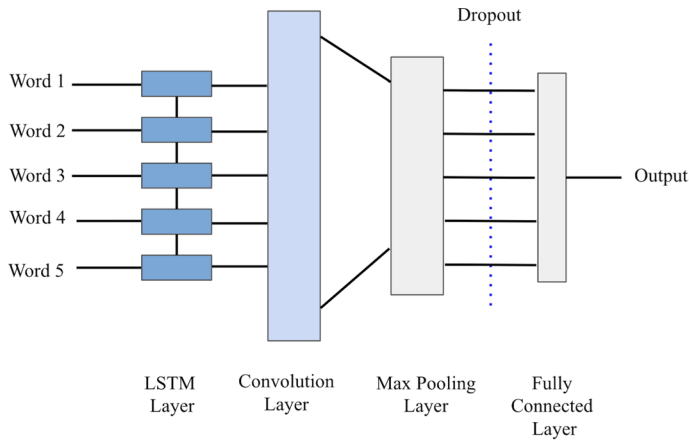 Dropout
Word 1
Word 2
Word 3
Word 4
Word 5
Output
LSTM
Layer
Convolution
Layer
Max Pooling
Layer
Fully
Connected
Layer